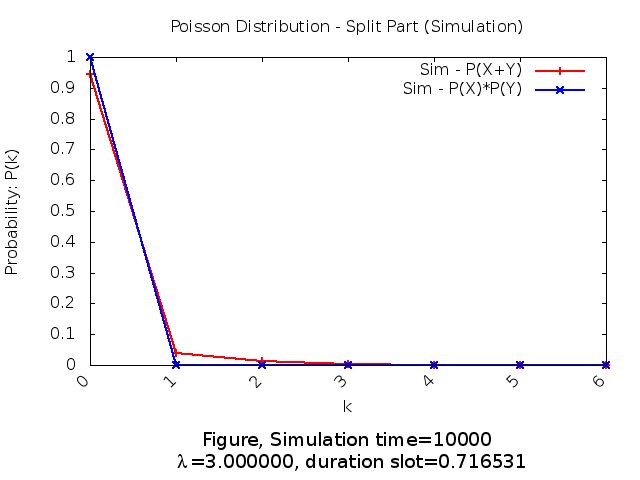 Poisson Distribution - Split Part (Simulation)
Sim - P(X+Y)
Sim - P(X)*P(Y)
Probability: P(k)
1
0.9
0.8
0.7
0.6
0.5
0.4
0.3
0.2
0.1
0
0 1 2 3 4 5 6
k
Figure, Simulation time=10000
λ=3.000000, duration slot=0.716531